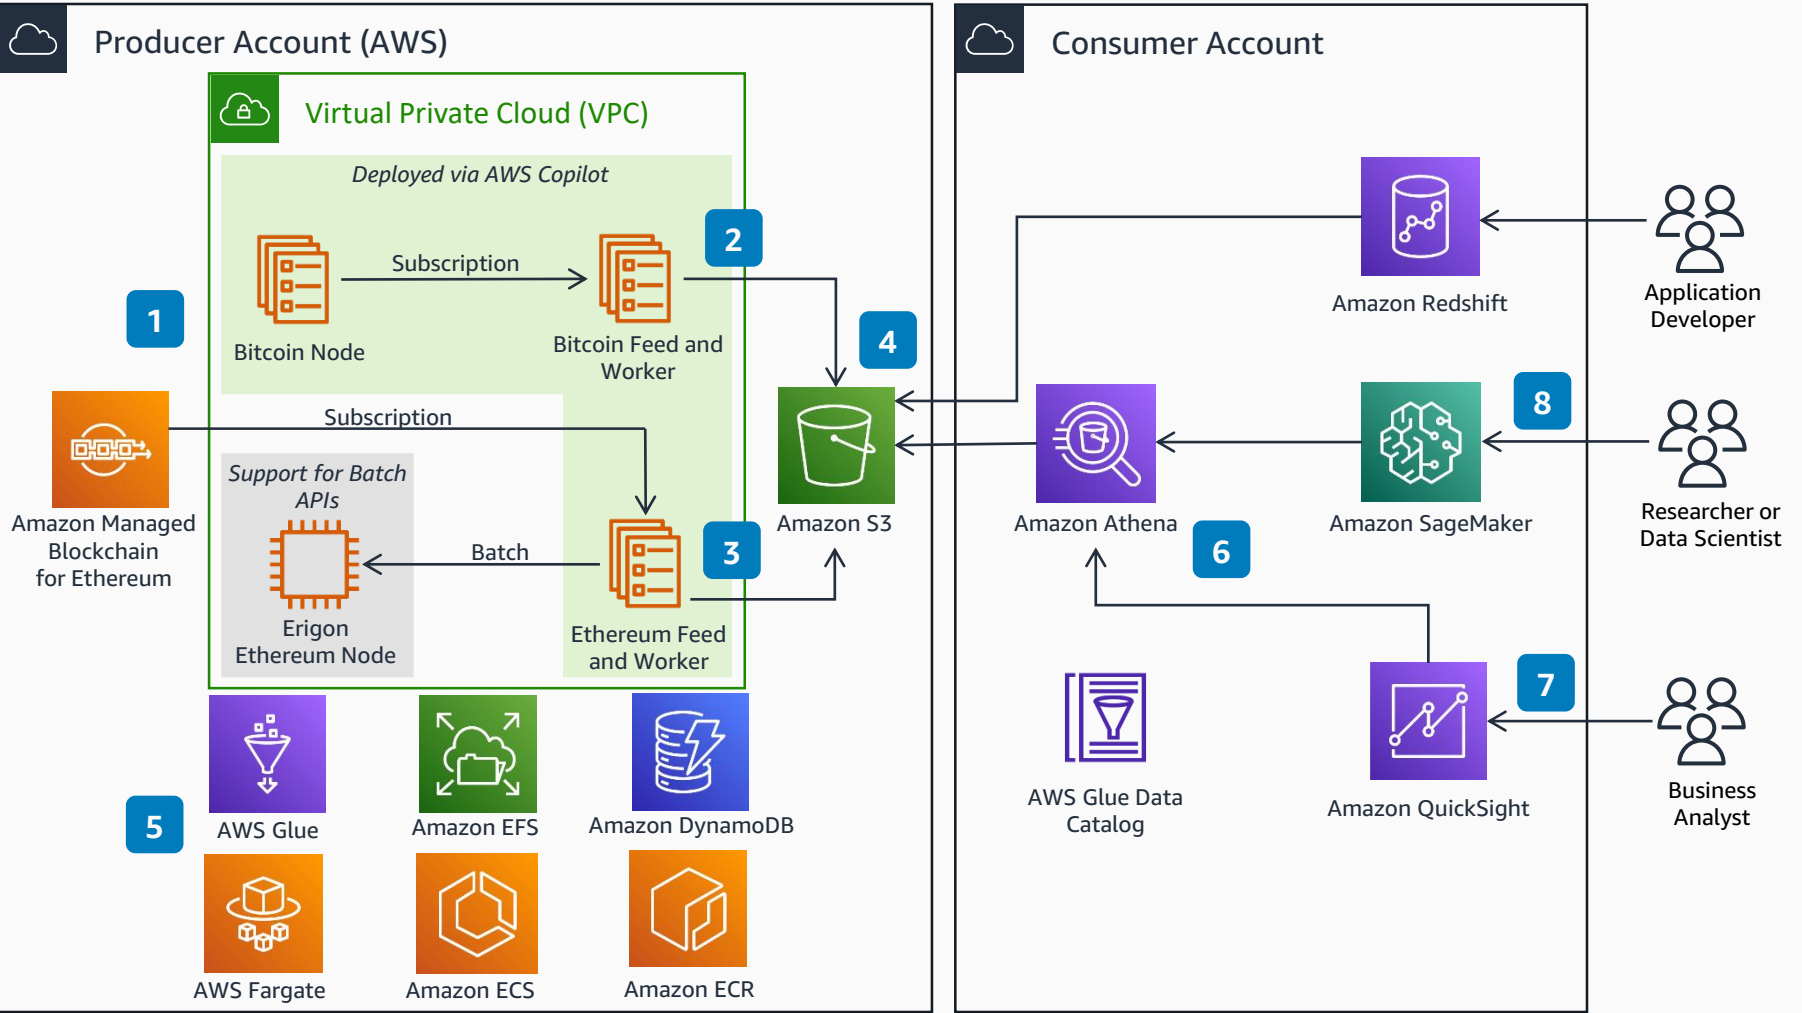 Producer Account (AWS)
Virtual Private Cloud (VPC)
Deployed via AWS Copilot
2
Subscription
1
Bitcoin Node
Bitcoin Feed and
Worker
4
Subscription
Support for Batch
APIs
Amazon Managed
Blockchain
for Ethereum
Amazon S3
Batch
3
Erigon
Ethereum Node
Ethereum Feed
and Worker
5
AWS Glue
Amazon EFS
Amazon DynamoDB
AWS Fargate
Amazon ECS
Amazon ECR
Consumer Account
Amazon Redshift
Application
Developer
8
Amazon Athena
Amazon SageMaker
Researcher or
Data Scientist
6
7
AWS Glue Data
Catalog
Amazon QuickSight
Business
Analyst